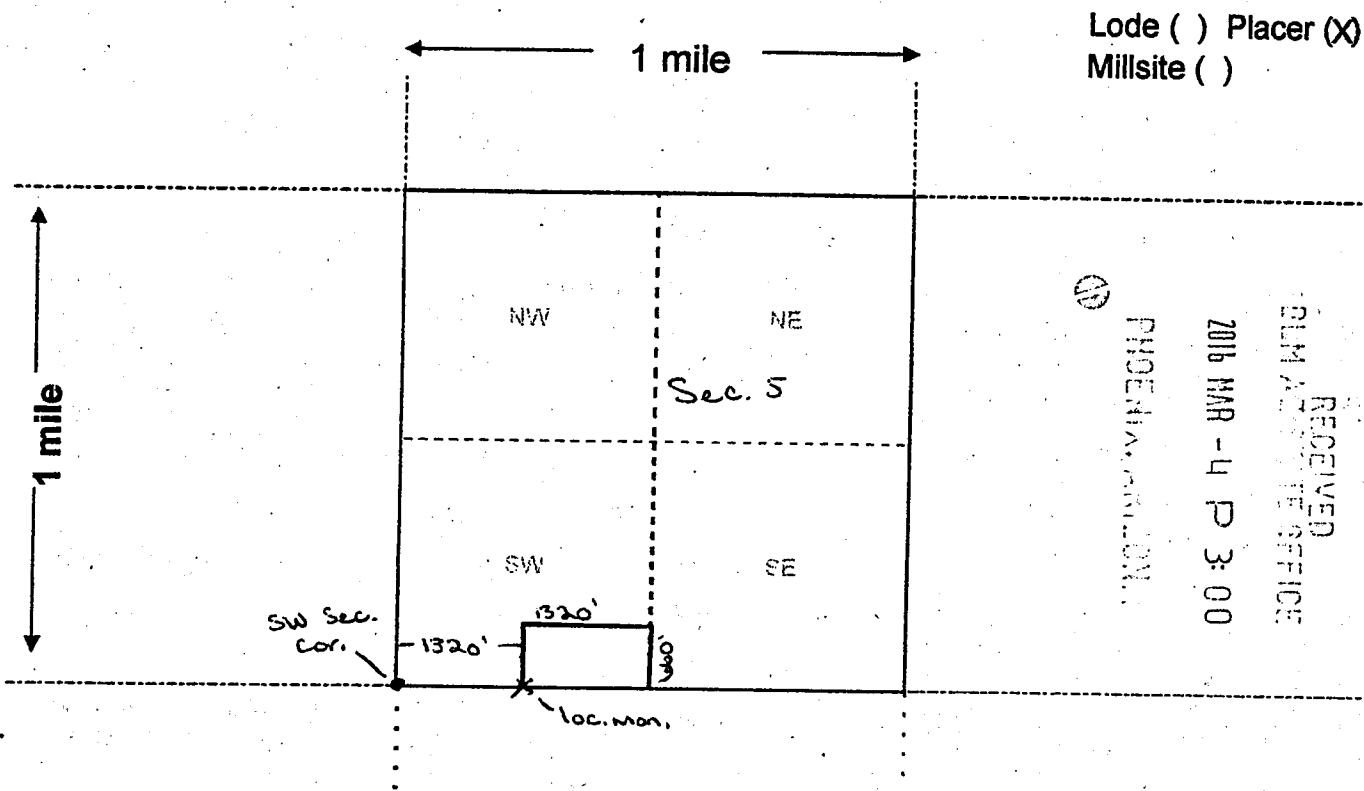 Lode ( ) Placer (X)
Millsite ( )
1 mile
1 mile
NW
NE
Sec. 5
SW
SE
SW Sec.
cor.
1320'
1320'
660'
loc. mon.
RECEIVED
OFFICE
2016 MAR -4 P 3:00